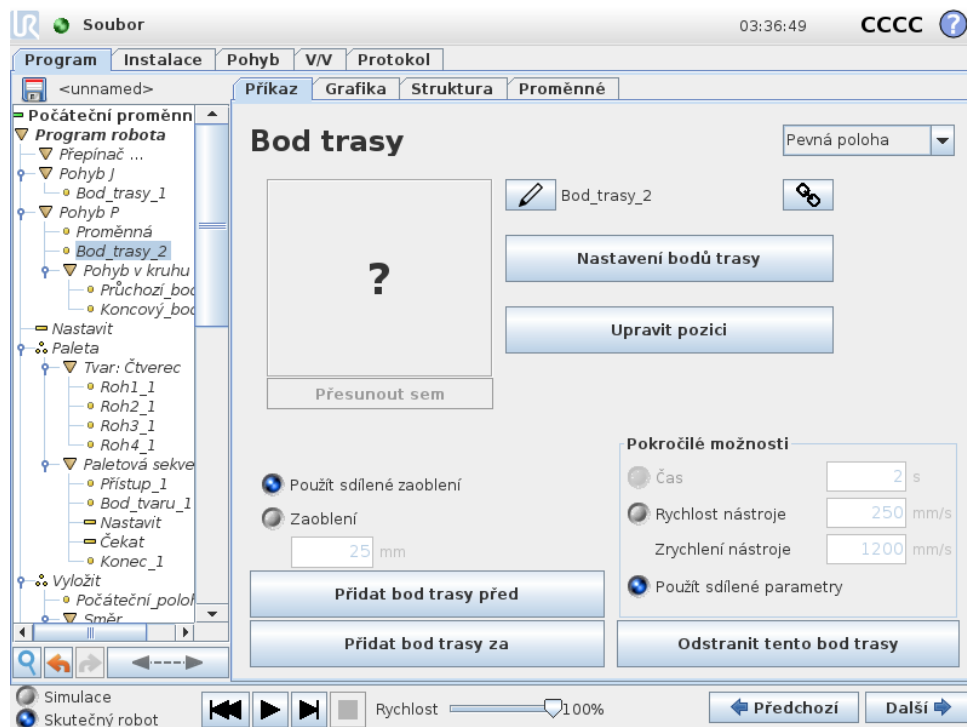 UR Soubor 03:36:49 CCCC ?
Program Instalace Pohyb V/V Protokol
<unnamed>
Příkaz Grafika Struktura Proměnné
Počáteční proměnn
Program robota
Přepínač ...
Pohyb J
Bod_trasy_1
Pohyb P
Proměnná
Bod_trasy_2
Pohyb v kruhu
Průchozí_bod
Koncový_bod
Nastavit
Paleta
Tvar: Čtverec
Roh1_1
Roh2_1
Roh3_1
Roh4_1
Paletová sekve
Přístup_1
Bod_tvaru_1
Nastavit
Čekat
Konec_1
Vyložit
Počáteční_poloh
Směr
Bod trasy
Pevná poloha
?
Přesunout sem
Bod_trasy_2
Nastavení bodů trasy
Upravit pozici
Použít sdílené zaoblení
Zaoblení
25 mm
Pokročilé možnosti
Čas 2 s
Rychlost nástroje 250 mm/s
Zrychlení nástroje 1200 mm/s
Použít sdílené parametry
Přidat bod trasy před
Přidat bod trasy za
Odstranit tento bod trasy
Simulace
Skutečný robot
Rychlost 100%
Předchozí
Další